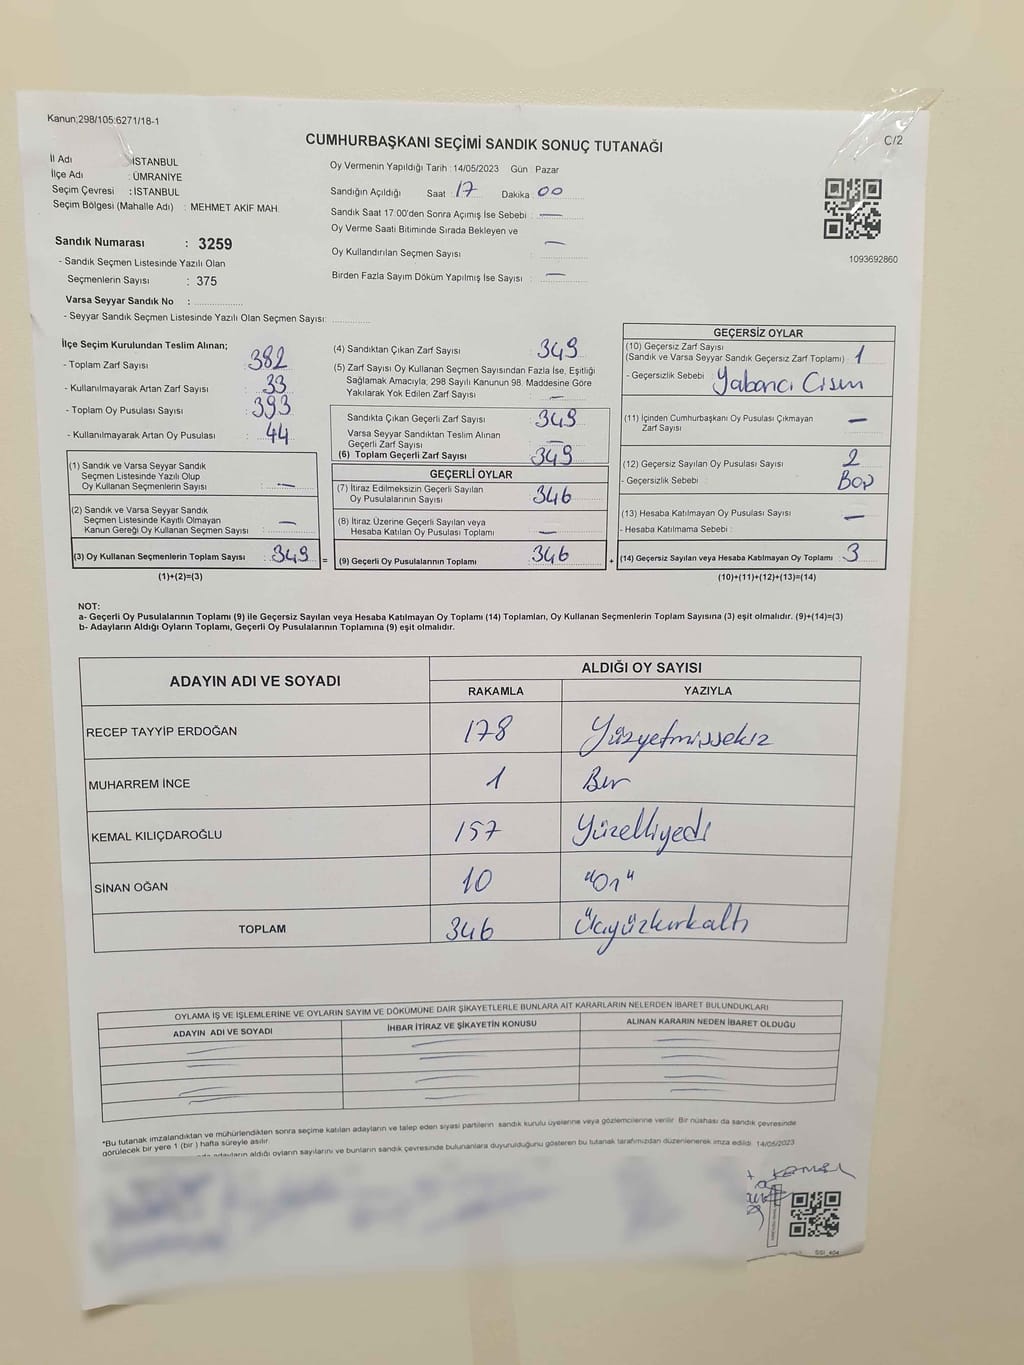 Kanun;298/105:6271/18-1
CUMHURBAŞKANI SEÇİMİ SANDIK SONUÇ TUTANAĞI
C/2
İl Adı İSTANBUL
İlçe Adı : ÜMRANİYE
Seçim Çevresi : İSTANBUL
Seçim Bölgesi (Mahalle Adı) : MEHMET AKİF MAH.
Oy Vermenin Yapıldığı Tarih : 14/05/2023 Gün : Pazar
Sandığın Açıldığı Saat : 17 Dakika : 00
Sandık Saat 17:00'den Sonra Açımış İse Sebebi : —
Oy Verme Saati Bitiminde Sırada Bekleyen ve
Oy Kullandırılan Seçmen Sayısı : —
Birden Fazla Sayım Döküm Yapılmış İse Sayısı : —
1093692860
Sandık Numarası : 3259
- Sandık Seçmen Listesinde Yazılı Olan
Seçmenlerin Sayısı : 375
Varsa Seyyar Sandık No :
- Seyyar Sandık Seçmen Listesinde Yazılı Olan Seçmen Sayısı:
İlçe Seçim Kurulundan Teslim Alınan;
- Toplam Zarf Sayısı : 382
- Kullanılmayarak Artan Zarf Sayısı : 33
- Toplam Oy Pusulası Sayısı : 393
- Kullanılmayarak Artan Oy Pusulası : 44
(1) Sandık ve Varsa Seyyar Sandık
Seçmen Listesinde Yazılı Olup
Oy Kullanan Seçmenlerin Sayısı : —
(2) Sandık ve Varsa Seyyar Sandık
Seçmen Listesinde Kayıtlı Olmayan
Kanun Gereği Oy Kullanan Seçmen Sayısı : —
(3) Oy Kullanan Seçmenlerin Toplam Sayısı : 349
(1)+(2)=(3)
(4) Sandıktan Çıkan Zarf Sayısı : 349
(5) Zarf Sayısı Oy Kullanan Seçmen Sayısından Fazla İse, Eşitliği
Sağlamak Amacıyla; 298 Sayılı Kanunun 98. Maddesine Göre
Yakılarak Yok Edilen Zarf Sayısı : —
Sandıkta Çıkan Geçerli Zarf Sayısı : 349
Varsa Seyyar Sandıktan Teslim Alınan
Geçerli Zarf Sayısı : —
(6) Toplam Geçerli Zarf Sayısı : 349
GEÇERLİ OYLAR
(7) İtiraz Edilmeksizin Geçerli Sayılan
Oy Pusulalarının Sayısı : 346
(8) İtiraz Üzerine Geçerli Sayılan veya
Hesaba Katılan Oy Pusulası Toplamı : —
= (9) Geçerli Oy Pusulalarının Toplamı : 346 +
GEÇERSİZ OYLAR
(10) Geçersiz Zarf Sayısı
(Sandık ve Varsa Seyyar Sandık Geçersiz Zarf Toplamı) : 1
- Geçersizlik Sebebi : Yabancı Cisim
(11) İçinden Cumhurbaşkanı Oy Pusulası Çıkmayan
Zarf Sayısı : —
(12) Geçersiz Sayılan Oy Pusulası Sayısı : 2
- Geçersizlik Sebebi : Boş
(13) Hesaba Katılmayan Oy Pusulası Sayısı : —
- Hesaba Katılmama Sebebi :
(14) Geçersiz Sayılan veya Hesaba Katılmayan Oy Toplamı : 3
(10)+(11)+(12)+(13)=(14)
NOT:
a- Geçerli Oy Pusulalarının Toplamı (9) ile Geçersiz Sayılan veya Hesaba Katılmayan Oy Toplamı (14) Toplamları, Oy Kullanan Seçmenlerin Toplam Sayısına (3) eşit olmalıdır. (9)+(14)=(3)
b- Adayların Aldığı Oyların Toplamı, Geçerli Oy Pusulalarının Toplamına (9) eşit olmalıdır.
ADAYIN ADI VE SOYADI ALDIĞI OY SAYISI
RAKAMLA YAZIYLA
RECEP TAYYİP ERDOĞAN 178 Yüzyetmişsekiz
MUHARREM İNCE 1 Bir
KEMAL KILIÇDAROĞLU 157 Yüzelliyedi
SİNAN OĞAN 10 "On"
TOPLAM 346 Üçyüzkırkaltı
OYLAMA İŞ VE İŞLEMLERİNE VE OYLARIN SAYIM VE DÖKÜMÜNE DAİR ŞİKAYETLERLE BUNLARA AİT KARARLARIN NELERDEN İBARET BULUNDUKLARI
ADAYIN ADI VE SOYADI İHBAR İTİRAZ VE ŞİKAYETİN KONUSU ALINAN KARARIN NEDEN İBARET OLDUĞU
*Bu tutanak imzalandıktan ve mühürlendikten sonra seçime katılan adayların ve talep eden siyasi partilerin sandık kurulu üyelerine veya gözlemcilerine verilir. Bir nüshası da sandık çevresinde
görülecek bir yere 1 (bir ) hafta süreyle asılır.
adayların aldığı oyların sayılarını ve bunların sandık çevresinde bulunanlara duyurulduğunu gösteren bu tutanak tarafımızdan düzenlenerek imza edildi. 14/05/2023
KEMAL
SSI_404